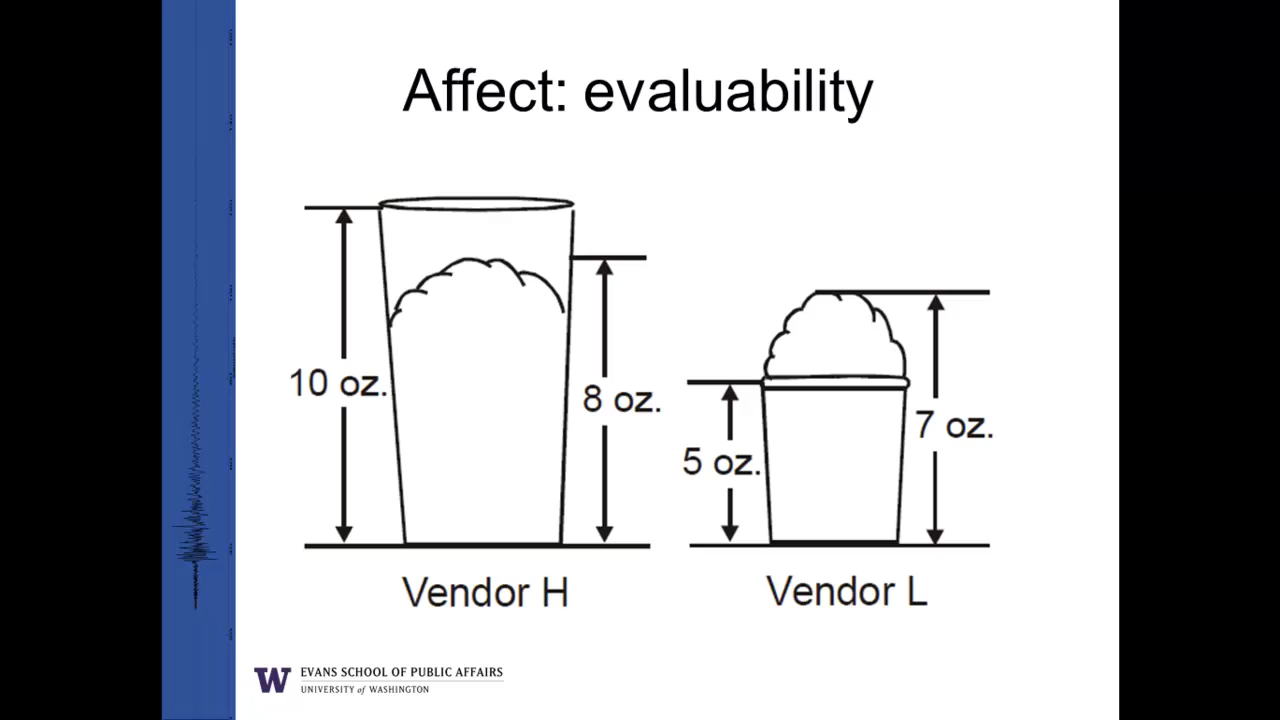 Affect: evaluability
10 oz.
8 oz.
5 oz.
7 oz.
Vendor H
Vendor L
W
EVANS SCHOOL OF PUBLIC AFFAIRS
UNIVERSITY of WASHINGTON